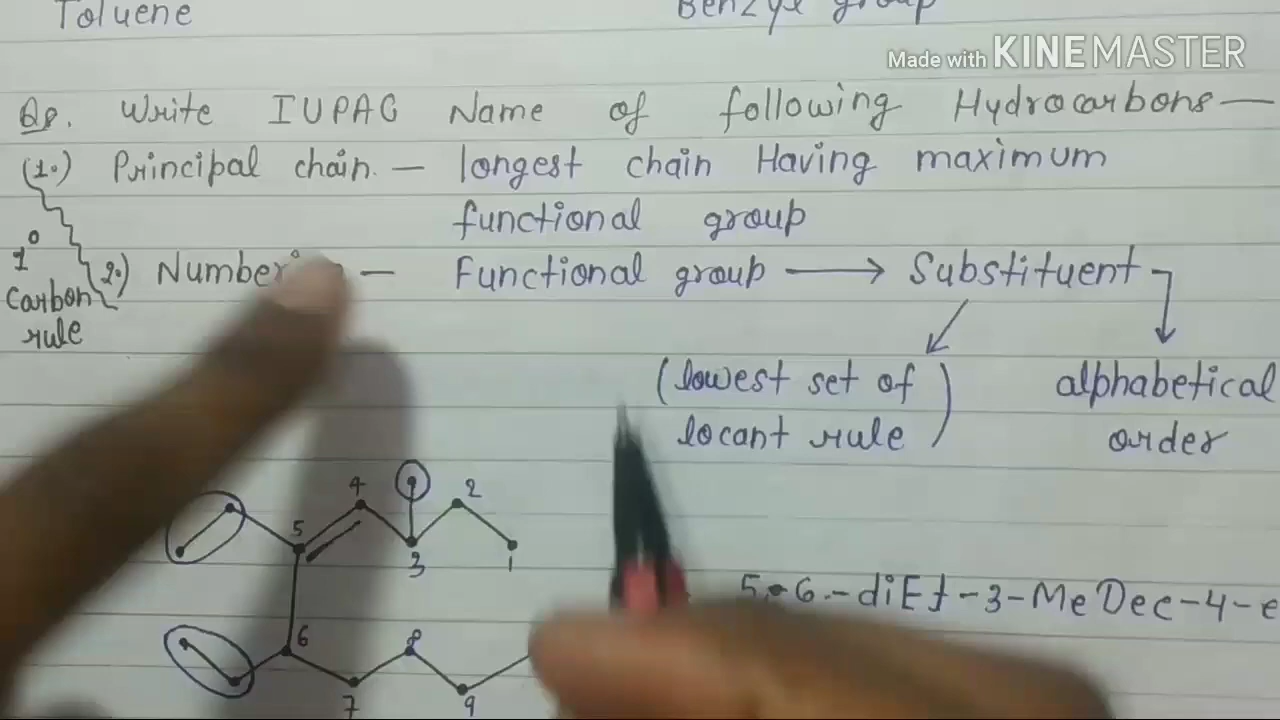 Toluene
Benzyl group
Made with KINEMASTER
Qs. Write IUPAC Name of following Hydrocarbons —
(1.) Principal chain. — longest chain Having maximum
functional group
1° carbon rule
2.) — Functional group → Substituent
(lowest set of locant rule)
alphabetical order
4 2
5
3 1
6 8
7 9
5,6-diEt-3-MeDec-4-e